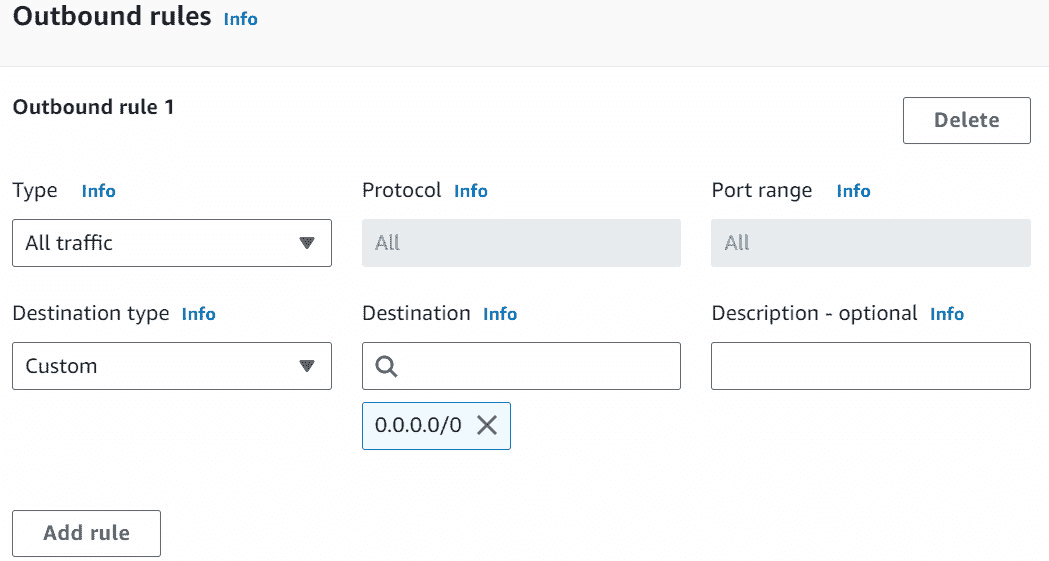 Outbound rules Info
Outbound rule 1
Delete
Type Info
Protocol Info
Port range Info
All traffic
All
All
Destination type Info
Destination Info
Description - optional Info
Custom
0.0.0.0/0
Add rule